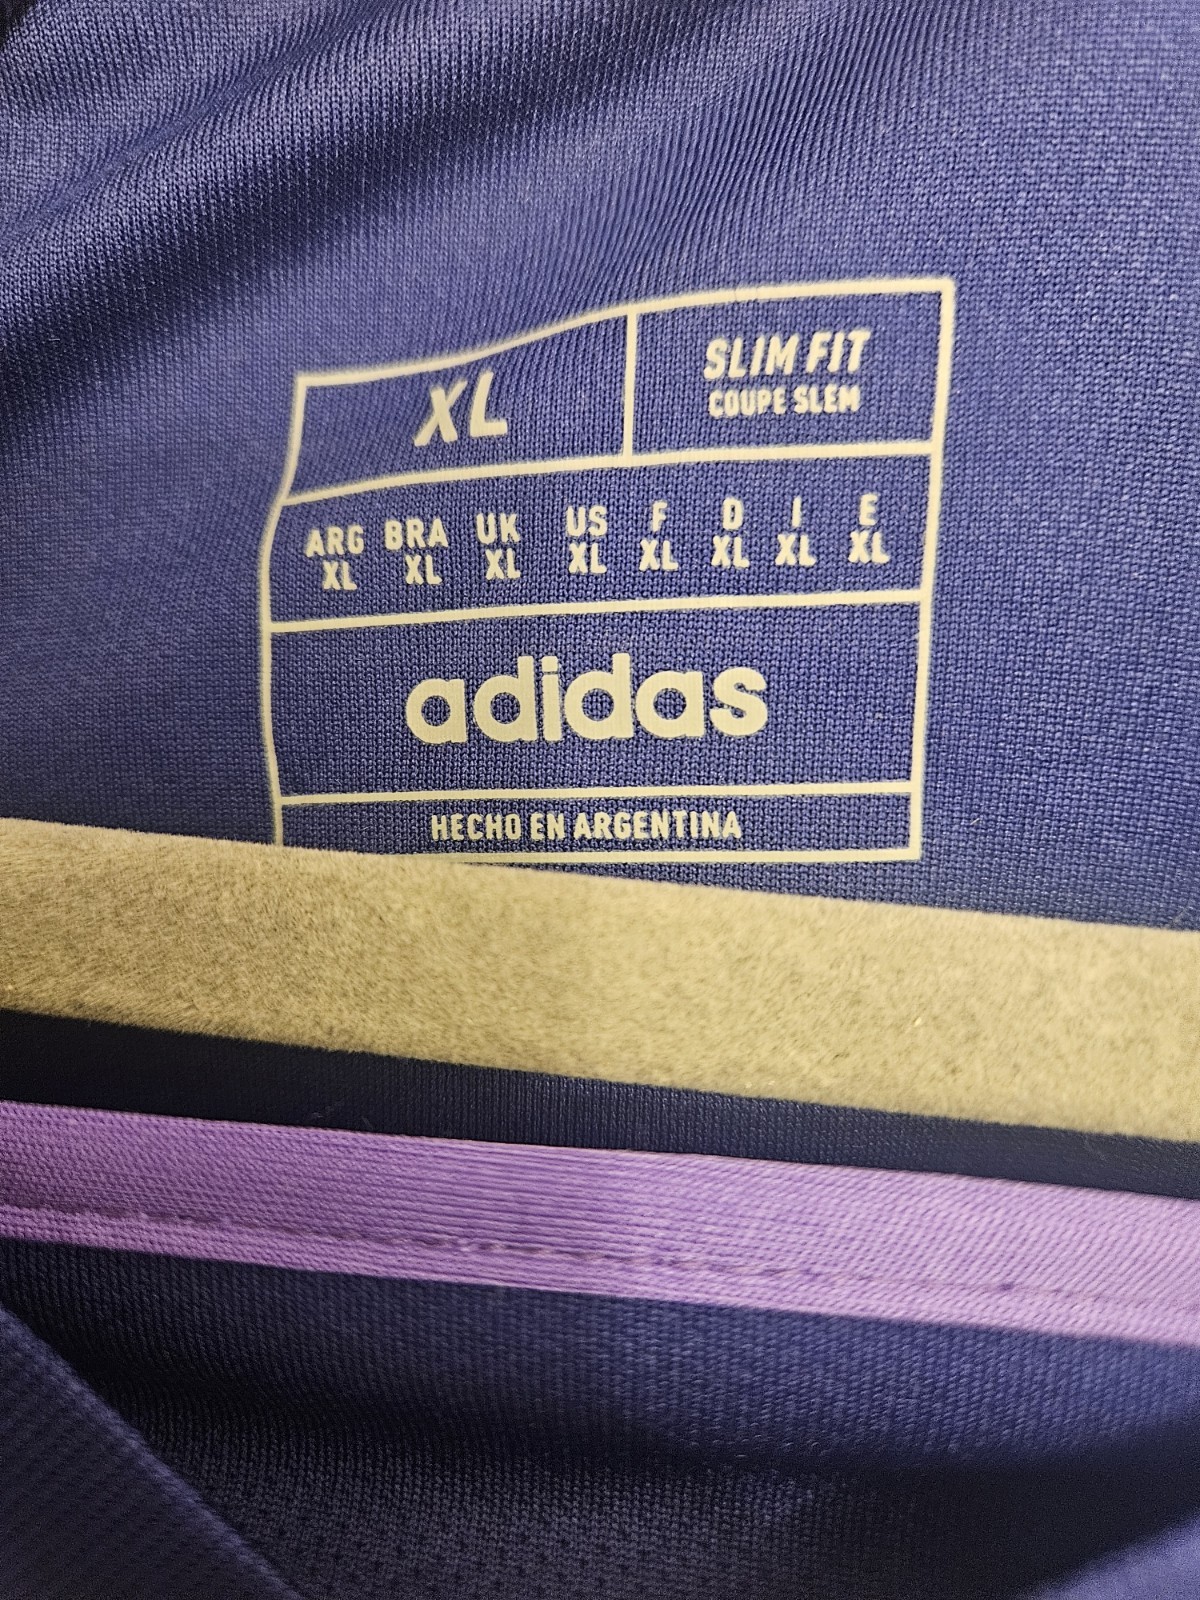 XL
SLIM FIT
COUPE SLEM
ARG BRA UK US F D I E
XL XL XL XL XL XL XL XL
adidas
HECHO EN ARGENTINA